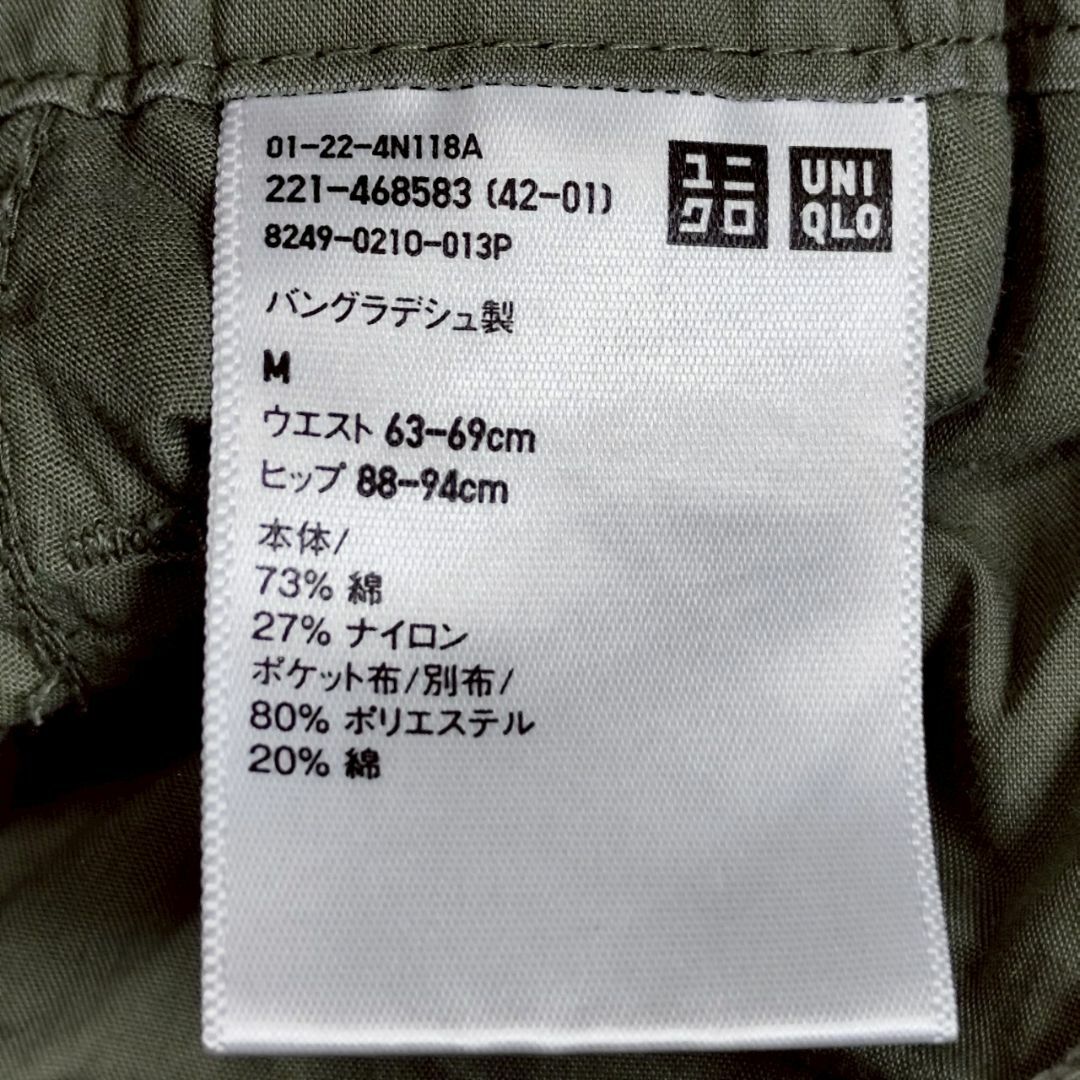 01-22-4N118A
221-468583 (42-01)
8249-0210-013P
ユニ
クロ
UNI
QLO
バングラデシュ製
M
ウエスト 63-69cm
ヒップ 88-94cm
本体/
73% 綿
27% ナイロン
ポケット布/別布/
80% ポリエステル
20% 綿